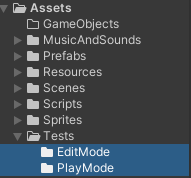 Assets
GameObjects
MusicAndSounds
Prefabs
Resources
Scenes
Scripts
Sprites
Tests
EditMode
PlayMode